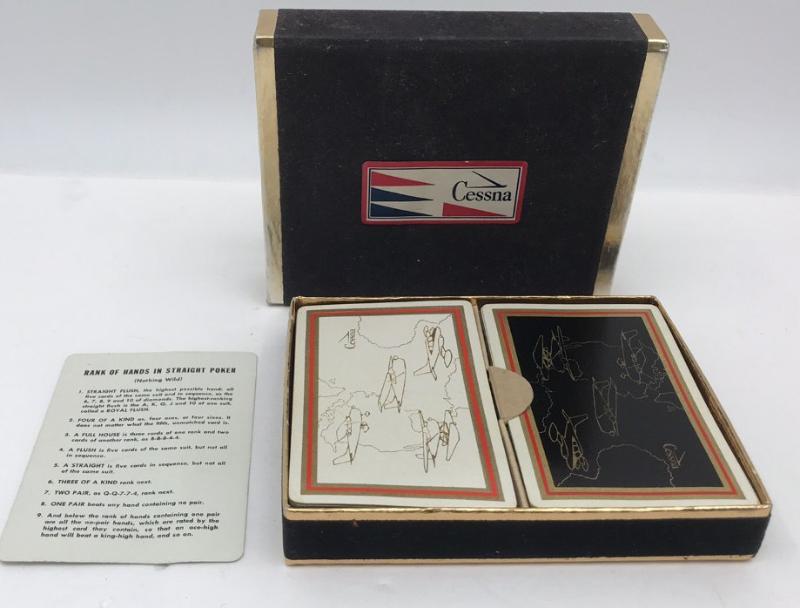 Cessna
Cessna
Cessna
RANK OF HANDS IN STRAIGHT POKER
(Nothing Wild)
1. STRAIGHT FLUSH, the highest possible hand: all
five cards of the same suit and in sequence, as the
6, 7, 8, 9 and 10 of diamonds. The highest-ranking
straight flush is the A, K, Q, J and 10 of one suit,
called a ROYAL FLUSH.
2. FOUR OF A KIND as, four aces, or four sixes. It
does not matter what the fifth, unmatched card is.
3. A FULL HOUSE is three cards of one rank and two
cards of another rank, as 8-8-8-4-4.
4. A FLUSH is five cards of the same suit, but not all
in sequence.
5. A STRAIGHT is five cards in sequence, but not all
of the same suit.
6. THREE OF A KIND rank next.
7. TWO PAIR, as Q-Q-7-7-4, rank next.
8. ONE PAIR beats any hand containing no pair.
9. And below the rank of hands containing one pair
are all the no-pair hands, which are rated by the
highest card they contain, so that an ace-high
hand will beat a king-high hand, and so on.